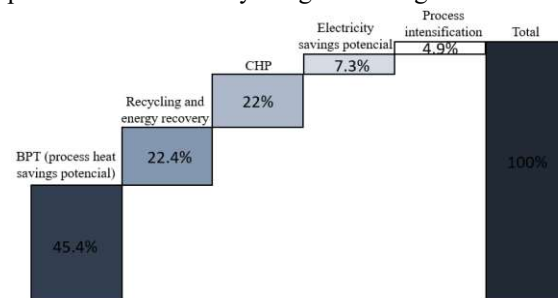 Electricity
savings potencial
Process
intensification
Total
CHP
7.3%
4.9%
Recycling and
energy recovery
22%
BPT (process heat
savings potencial)
22.4%
100%
45.4%